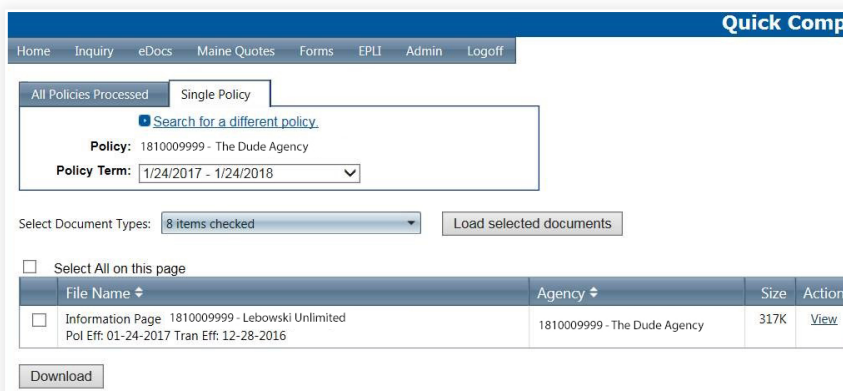 Quick Comp
Home Inquiry eDocs Maine Quotes Forms EPLI Admin Logoff
All Policies Processed Single Policy
Search for a different policy.
Policy: 1810009999 - The Dude Agency
Policy Term: 1/24/2017 - 1/24/2018
Select Document Types: 8 items checked Load selected documents
Select All on this page
File Name Agency Size Action
Information Page 1810009999 - Lebowski Unlimited 1810009999 - The Dude Agency 317K View
Pol Eff: 01-24-2017 Tran Eff: 12-28-2016
Download